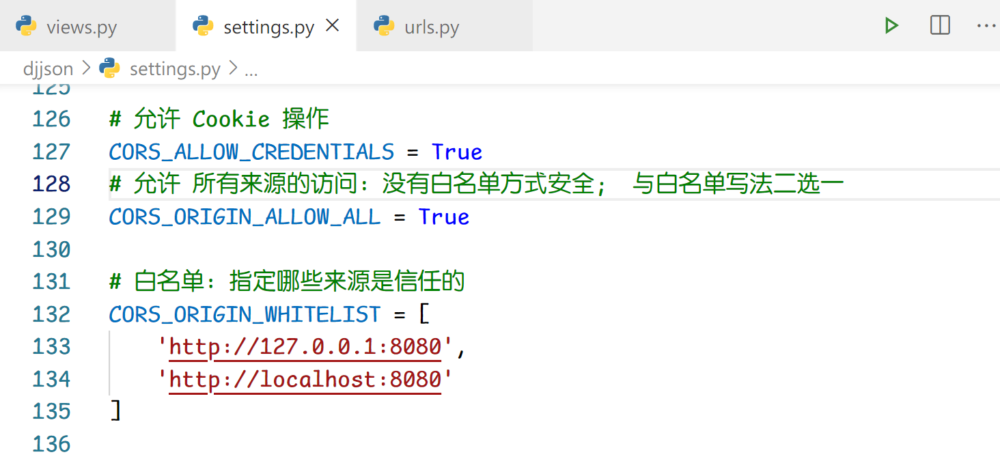 views.py settings.py urls.py
djjson settings.py ...
125
126 # 允许 Cookie 操作
127 CORS_ALLOW_CREDENTIALS = True
128 # 允许 所有来源的访问：没有白名单方式安全； 与白名单写法二选一
129 CORS_ORIGIN_ALLOW_ALL = True
130
131 # 白名单：指定哪些来源是信任的
132 CORS_ORIGIN_WHITELIST = [
133 'http://127.0.0.1:8080',
134 'http://localhost:8080'
135 ]
136